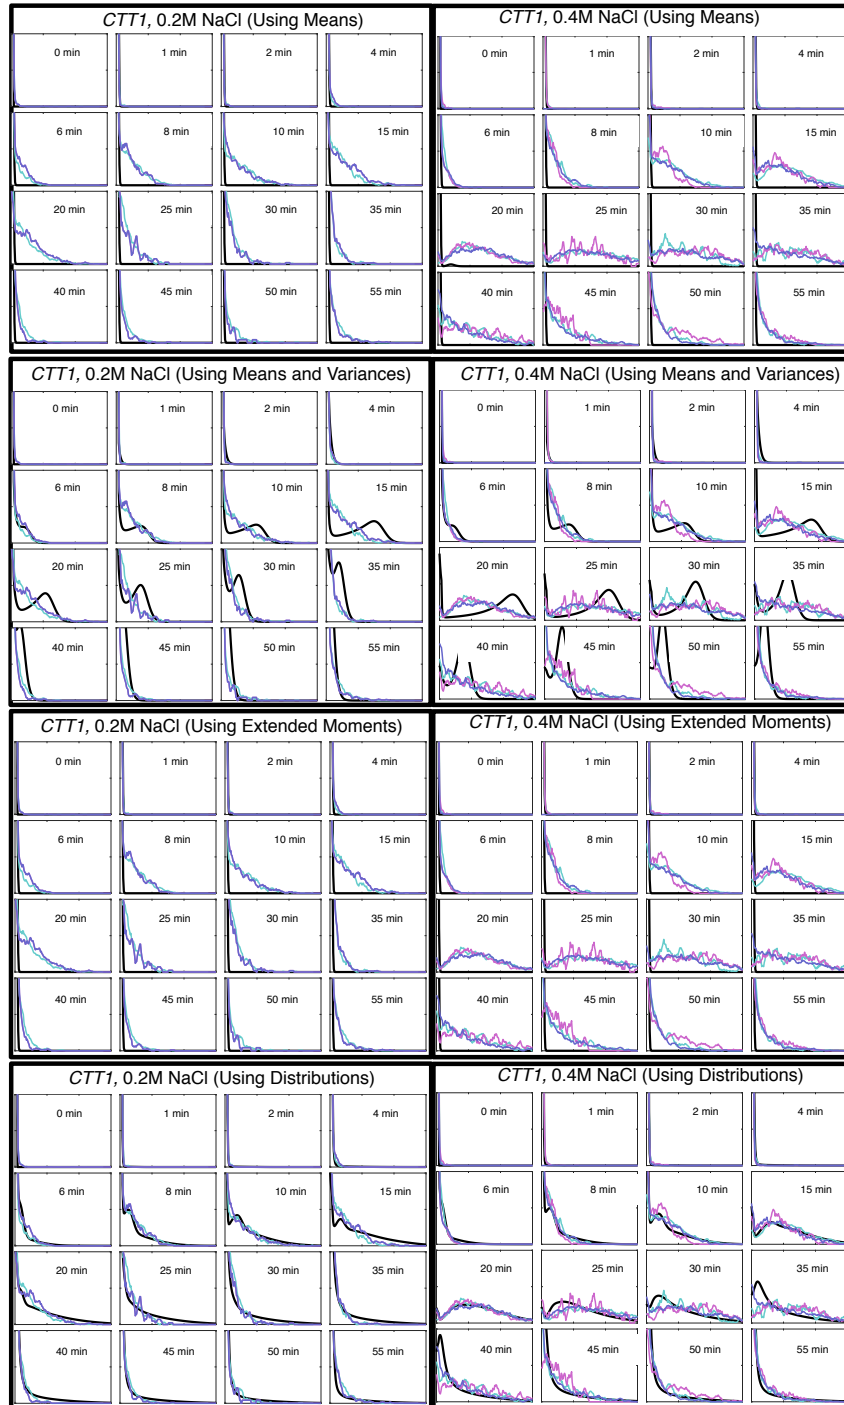 CTT1, 0.2M NaCl (Using Means)
0 min 1 min 2 min 4 min
6 min 8 min 10 min 15 min
20 min 25 min 30 min 35 min
40 min 45 min 50 min 55 min
CTT1, 0.4M NaCl (Using Means)
0 min 1 min 2 min 4 min
6 min 8 min 10 min 15 min
20 min 25 min 30 min 35 min
40 min 45 min 50 min 55 min
CTT1, 0.2M NaCl (Using Means and Variances)
0 min 1 min 2 min 4 min
6 min 8 min 10 min 15 min
20 min 25 min 30 min 35 min
40 min 45 min 50 min 55 min
CTT1, 0.4M NaCl (Using Means and Variances)
0 min 1 min 2 min 4 min
6 min 8 min 10 min 15 min
20 min 25 min 30 min 35 min
40 min 45 min 50 min 55 min
CTT1, 0.2M NaCl (Using Extended Moments)
0 min 1 min 2 min 4 min
6 min 8 min 10 min 15 min
20 min 25 min 30 min 35 min
40 min 45 min 50 min 55 min
CTT1, 0.4M NaCl (Using Extended Moments)
0 min 1 min 2 min 4 min
6 min 8 min 10 min 15 min
20 min 25 min 30 min 35 min
40 min 45 min 50 min 55 min
CTT1, 0.2M NaCl (Using Distributions)
0 min 1 min 2 min 4 min
6 min 8 min 10 min 15 min
20 min 25 min 30 min 35 min
40 min 45 min 50 min 55 min
CTT1, 0.4M NaCl (Using Distributions)
0 min 1 min 2 min 4 min
6 min 8 min 10 min 15 min
20 min 25 min 30 min 35 min
40 min 45 min 50 min 55 min